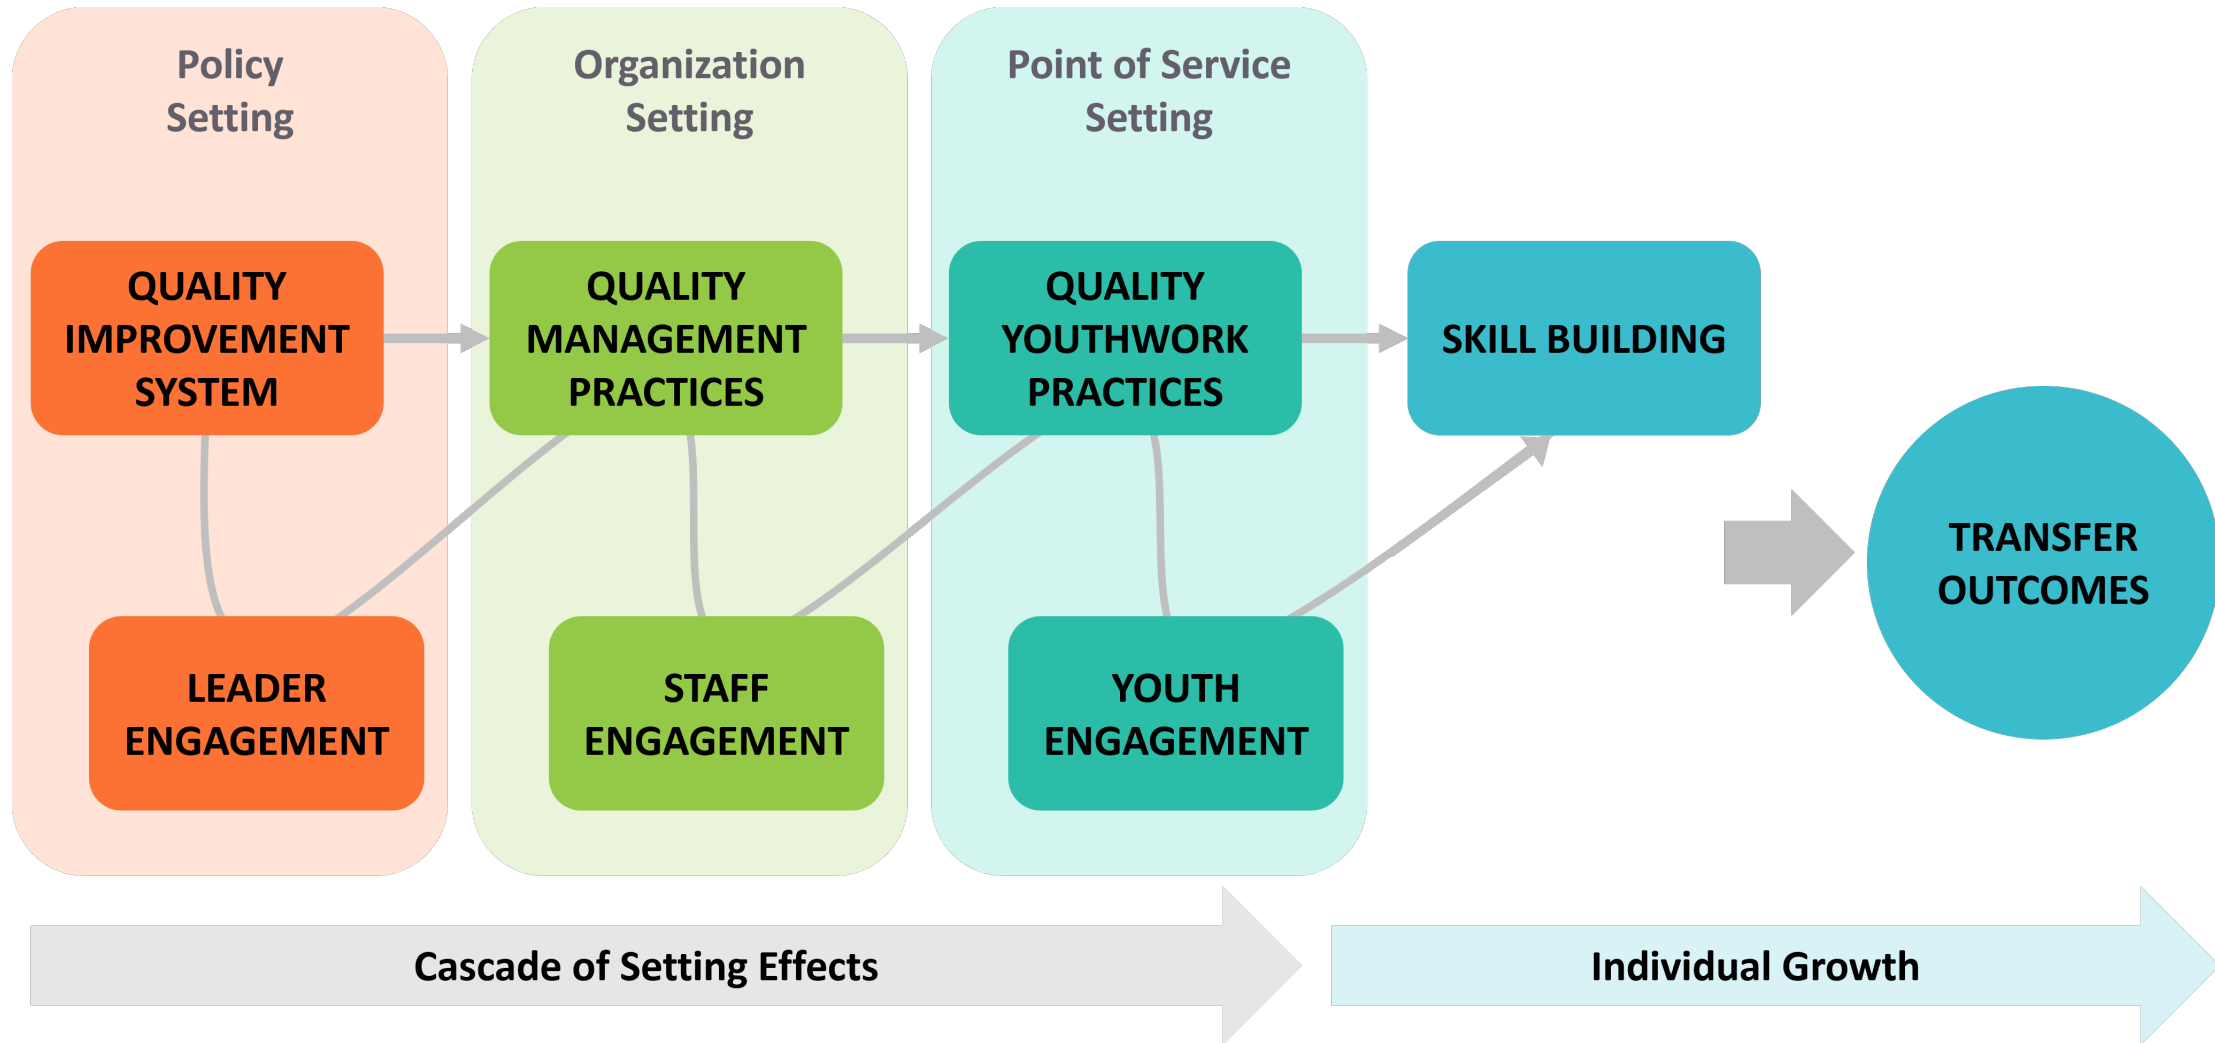 Policy
Setting
Organization
Setting
Point of Service
Setting
QUALITY
IMPROVEMENT
SYSTEM
QUALITY
MANAGEMENT
PRACTICES
QUALITY
YOUTHWORK
PRACTICES
SKILL BUILDING
TRANSFER
OUTCOMES
LEADER
ENGAGEMENT
STAFF
ENGAGEMENT
YOUTH
ENGAGEMENT
Cascade of Setting Effects
Individual Growth